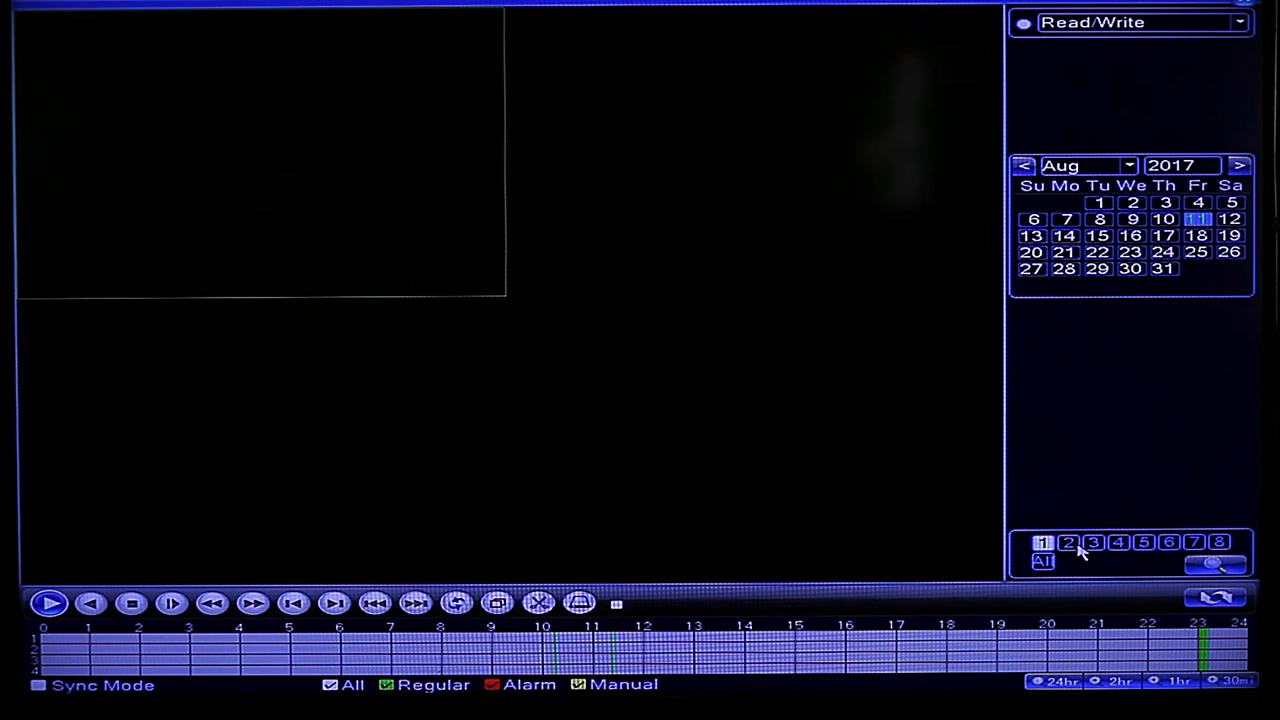 Read/Write
< Aug 2017 >
Su Mo Tu We Th Fr Sa
1 2 3 4 5
6 7 8 9 10 11 12
13 14 15 16 17 18 19
20 21 22 23 24 25 26
27 28 29 30 31
1 2 3 4 5 6 7 8
All
0 1 2 3 4 5 6 7 8 9 10 11 12 13 14 15 16 17 18 19 20 21 22 23 24
1
2
3
4
Sync Mode All Regular Alarm Manual 24hr 2hr 1hr